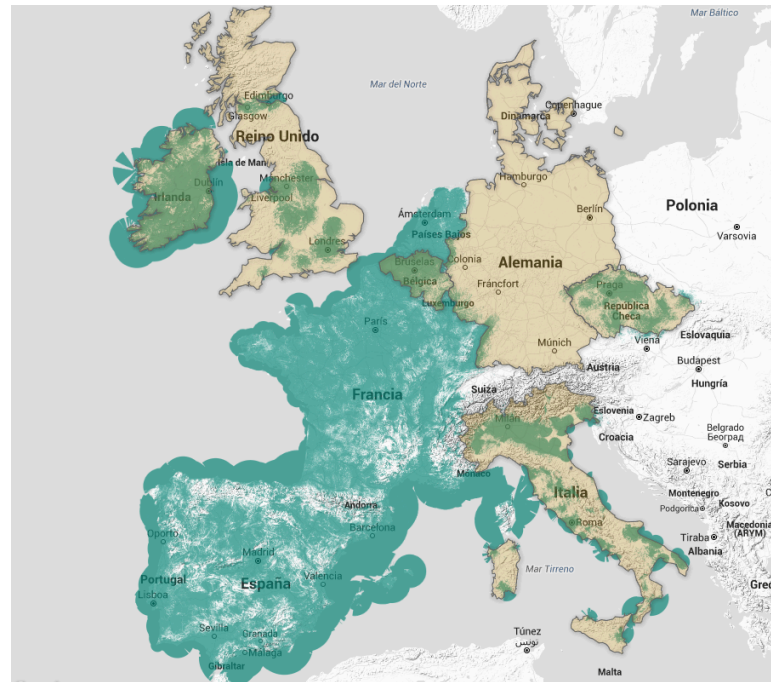 Mar Báltico
Mar del Norte
Edimburgo
Glasgow
Reino Unido
Isla de Man
Manchester
Liverpool
Irlanda
Dublín
Londres
Copenhague
Dinamarca
Hamburgo
Berlín
Polonia
Varsovia
Ámsterdam
Países Bajos
Bruselas
Bélgica
Colonia
Alemania
Fráncfort
Luxemburgo
Praga
República
Checa
París
Múnich
Viena
Eslovaquia
Austria
Budapest
Hungría
Suiza
Francia
Milán
Eslovenia
Zagreb
Croacia
Belgrado
Београд
Mónaco
Sarajevo
Serbia
Andorra
Italia
Montenegro
Kosovo
Podgorica
Roma
Macedonia
(ARYM)
Oporto
Barcelona
Tiraba
Albania
Madrid
Mar Tirreno
Portugal
España
Valencia
Lisboa
Grec
Sevilla
Granada
Málaga
Gibraltar
Túnez
تونس
Malta